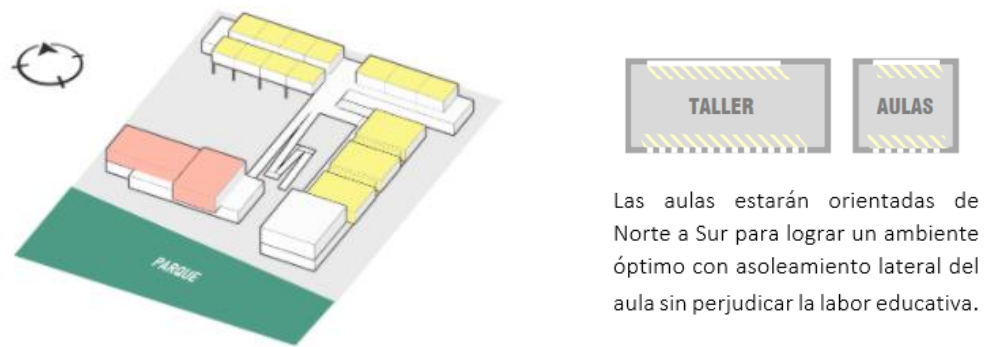 PARQUE
TALLER
AULAS
Las aulas estarán orientadas de
Norte a Sur para lograr un ambiente
óptimo con asoleamiento lateral del
aula sin perjudicar la labor educativa.